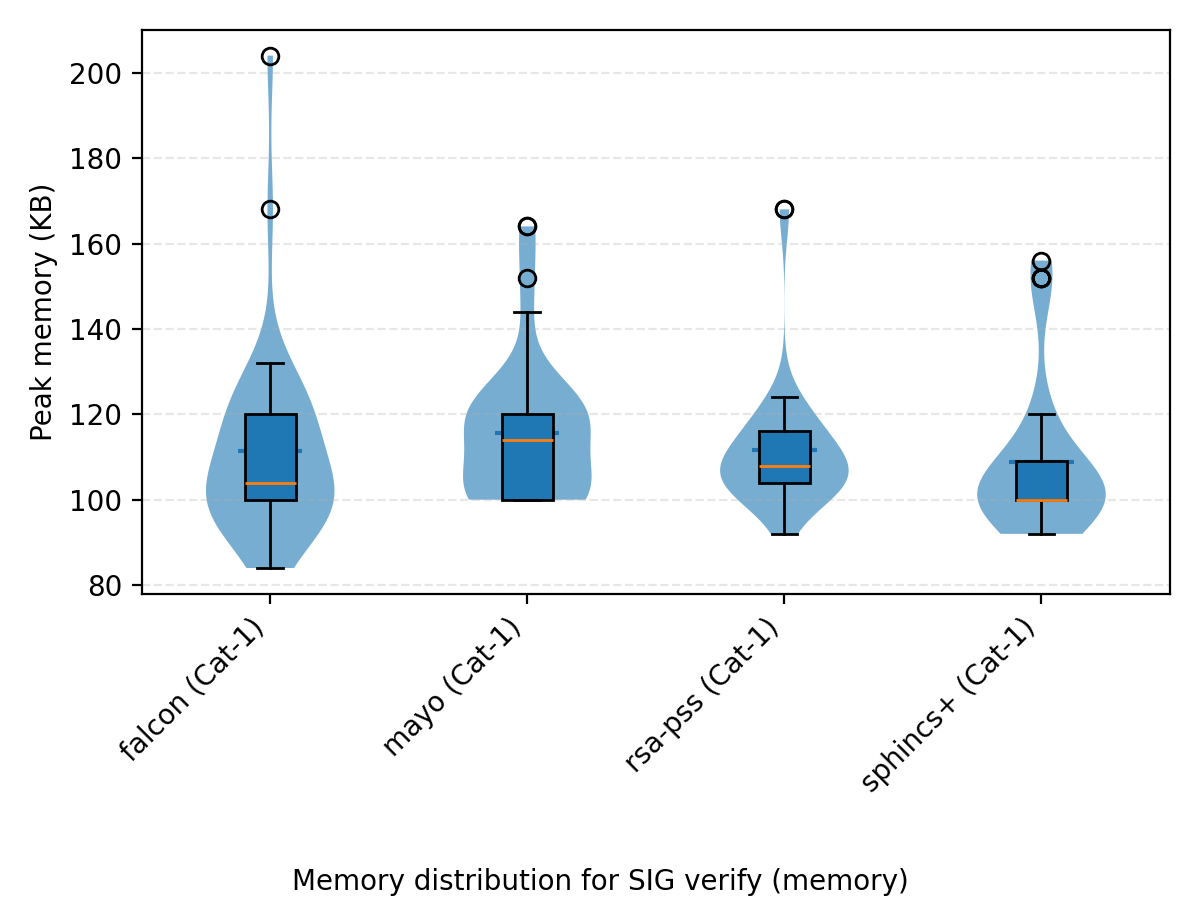 200
180
160
140
120
100
80
Peak memory (KB)
falcon (Cat-1)
mayo (Cat-1)
rsa-pss (Cat-1)
sphincs+ (Cat-1)
Memory distribution for SIG verify (memory)